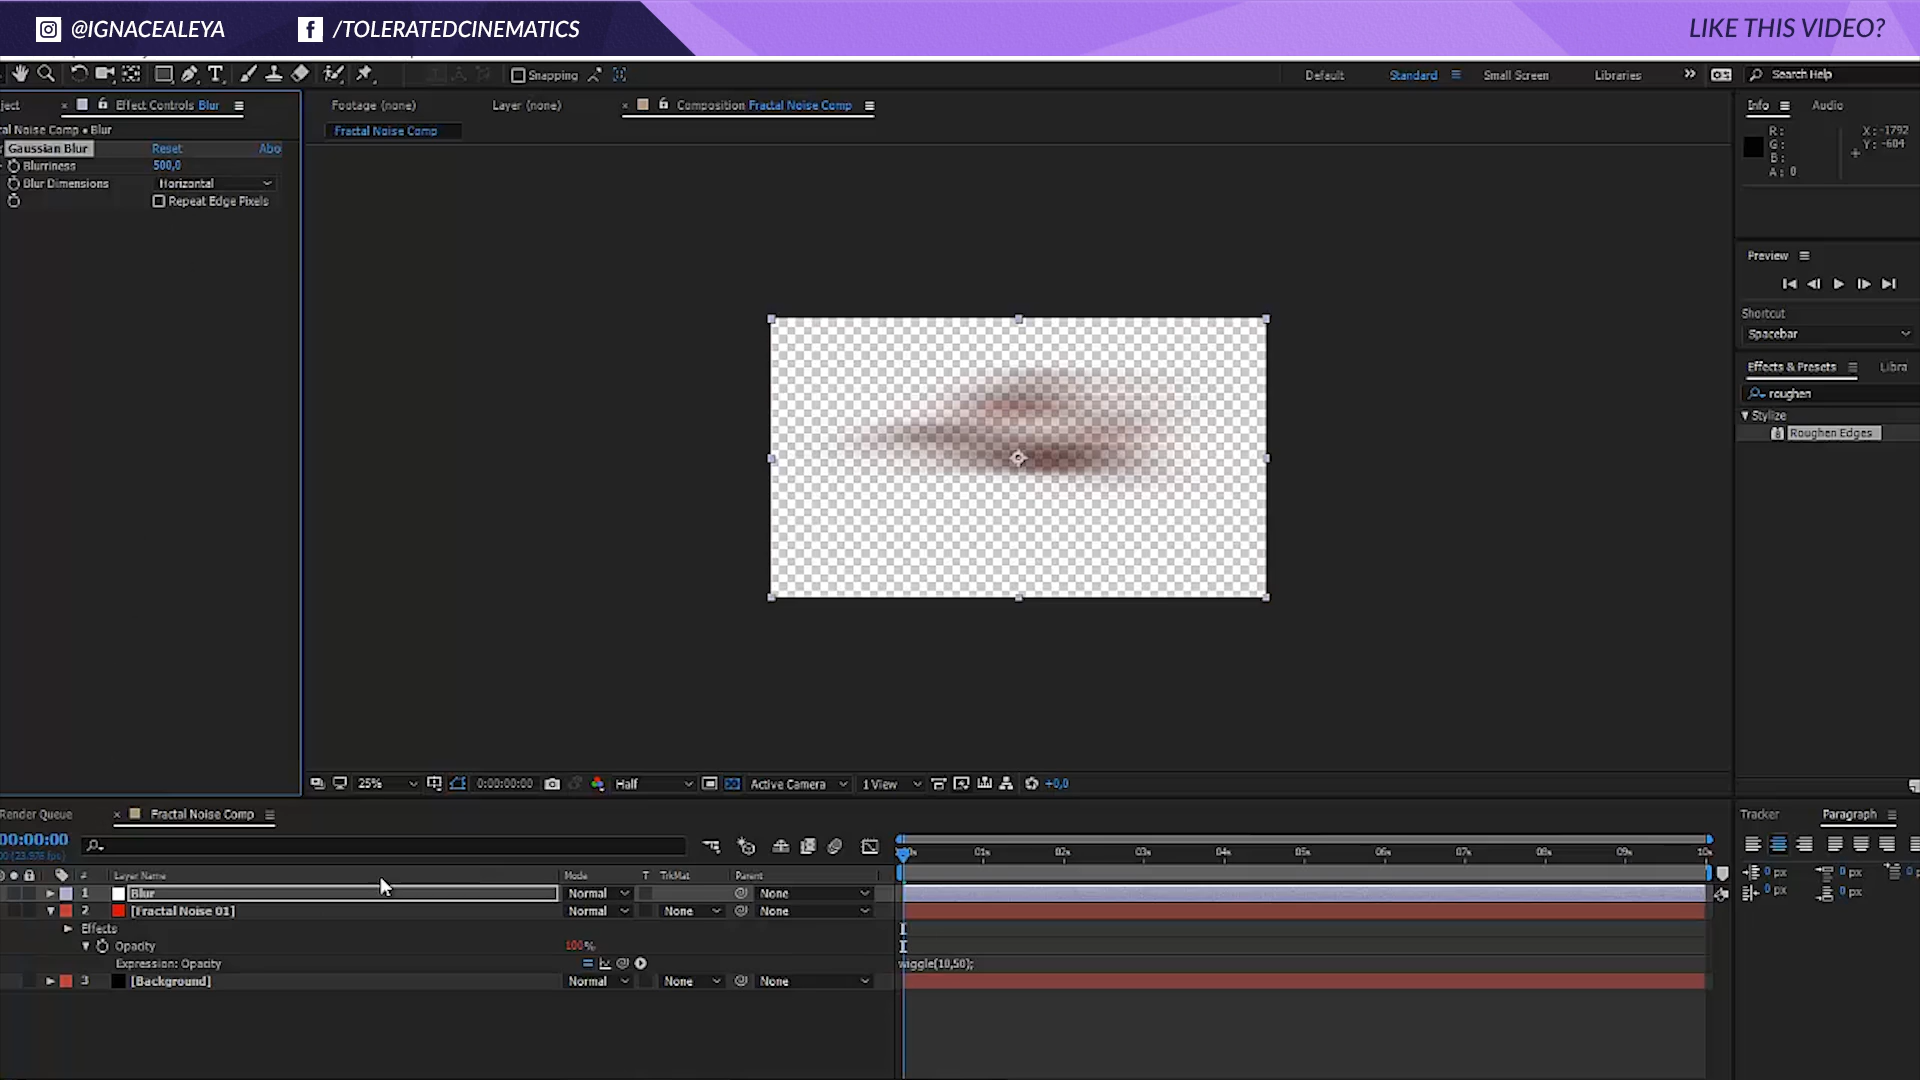 @IGNACEALEYA /TOLERATEDCINEMATICS LIKE THIS VIDEO?
Snapping Default Standard Small Screen Libraries Search Help
ject Effect Controls Blur Footage (none) Layer (none) Composition Fractal Noise Comp Info Audio
al Noise Comp • Blur Fractal Noise Comp
Gaussian Blur Reset Abo
Blurriness 500,0
Blur Dimensions Horizontal
Repeat Edge Pixels
R: X: -1792
G: Y: -604
B:
A: 0
Preview
Shortcut
Spacebar
Effects & Presets Libra
roughen
Stylize
Roughen Edges
25% 0:00:00:00 Half Active Camera 1 View +0,0
Render Queue Fractal Noise Comp Tracker Paragraph
00:00:00
00 (23.976 fps)
00s 01s 02s 03s 04s 05s 06s 07s 08s 09s 10s
# Layer Name Mode T TrkMat Parent
0 px 0 px 0 p
0 px 0 px
1 Blur Normal None
2 [Fractal Noise 01] Normal None None
Effects
Opacity 100%
Expression: Opacity wiggle(10,50);
3 [Background] Normal None None